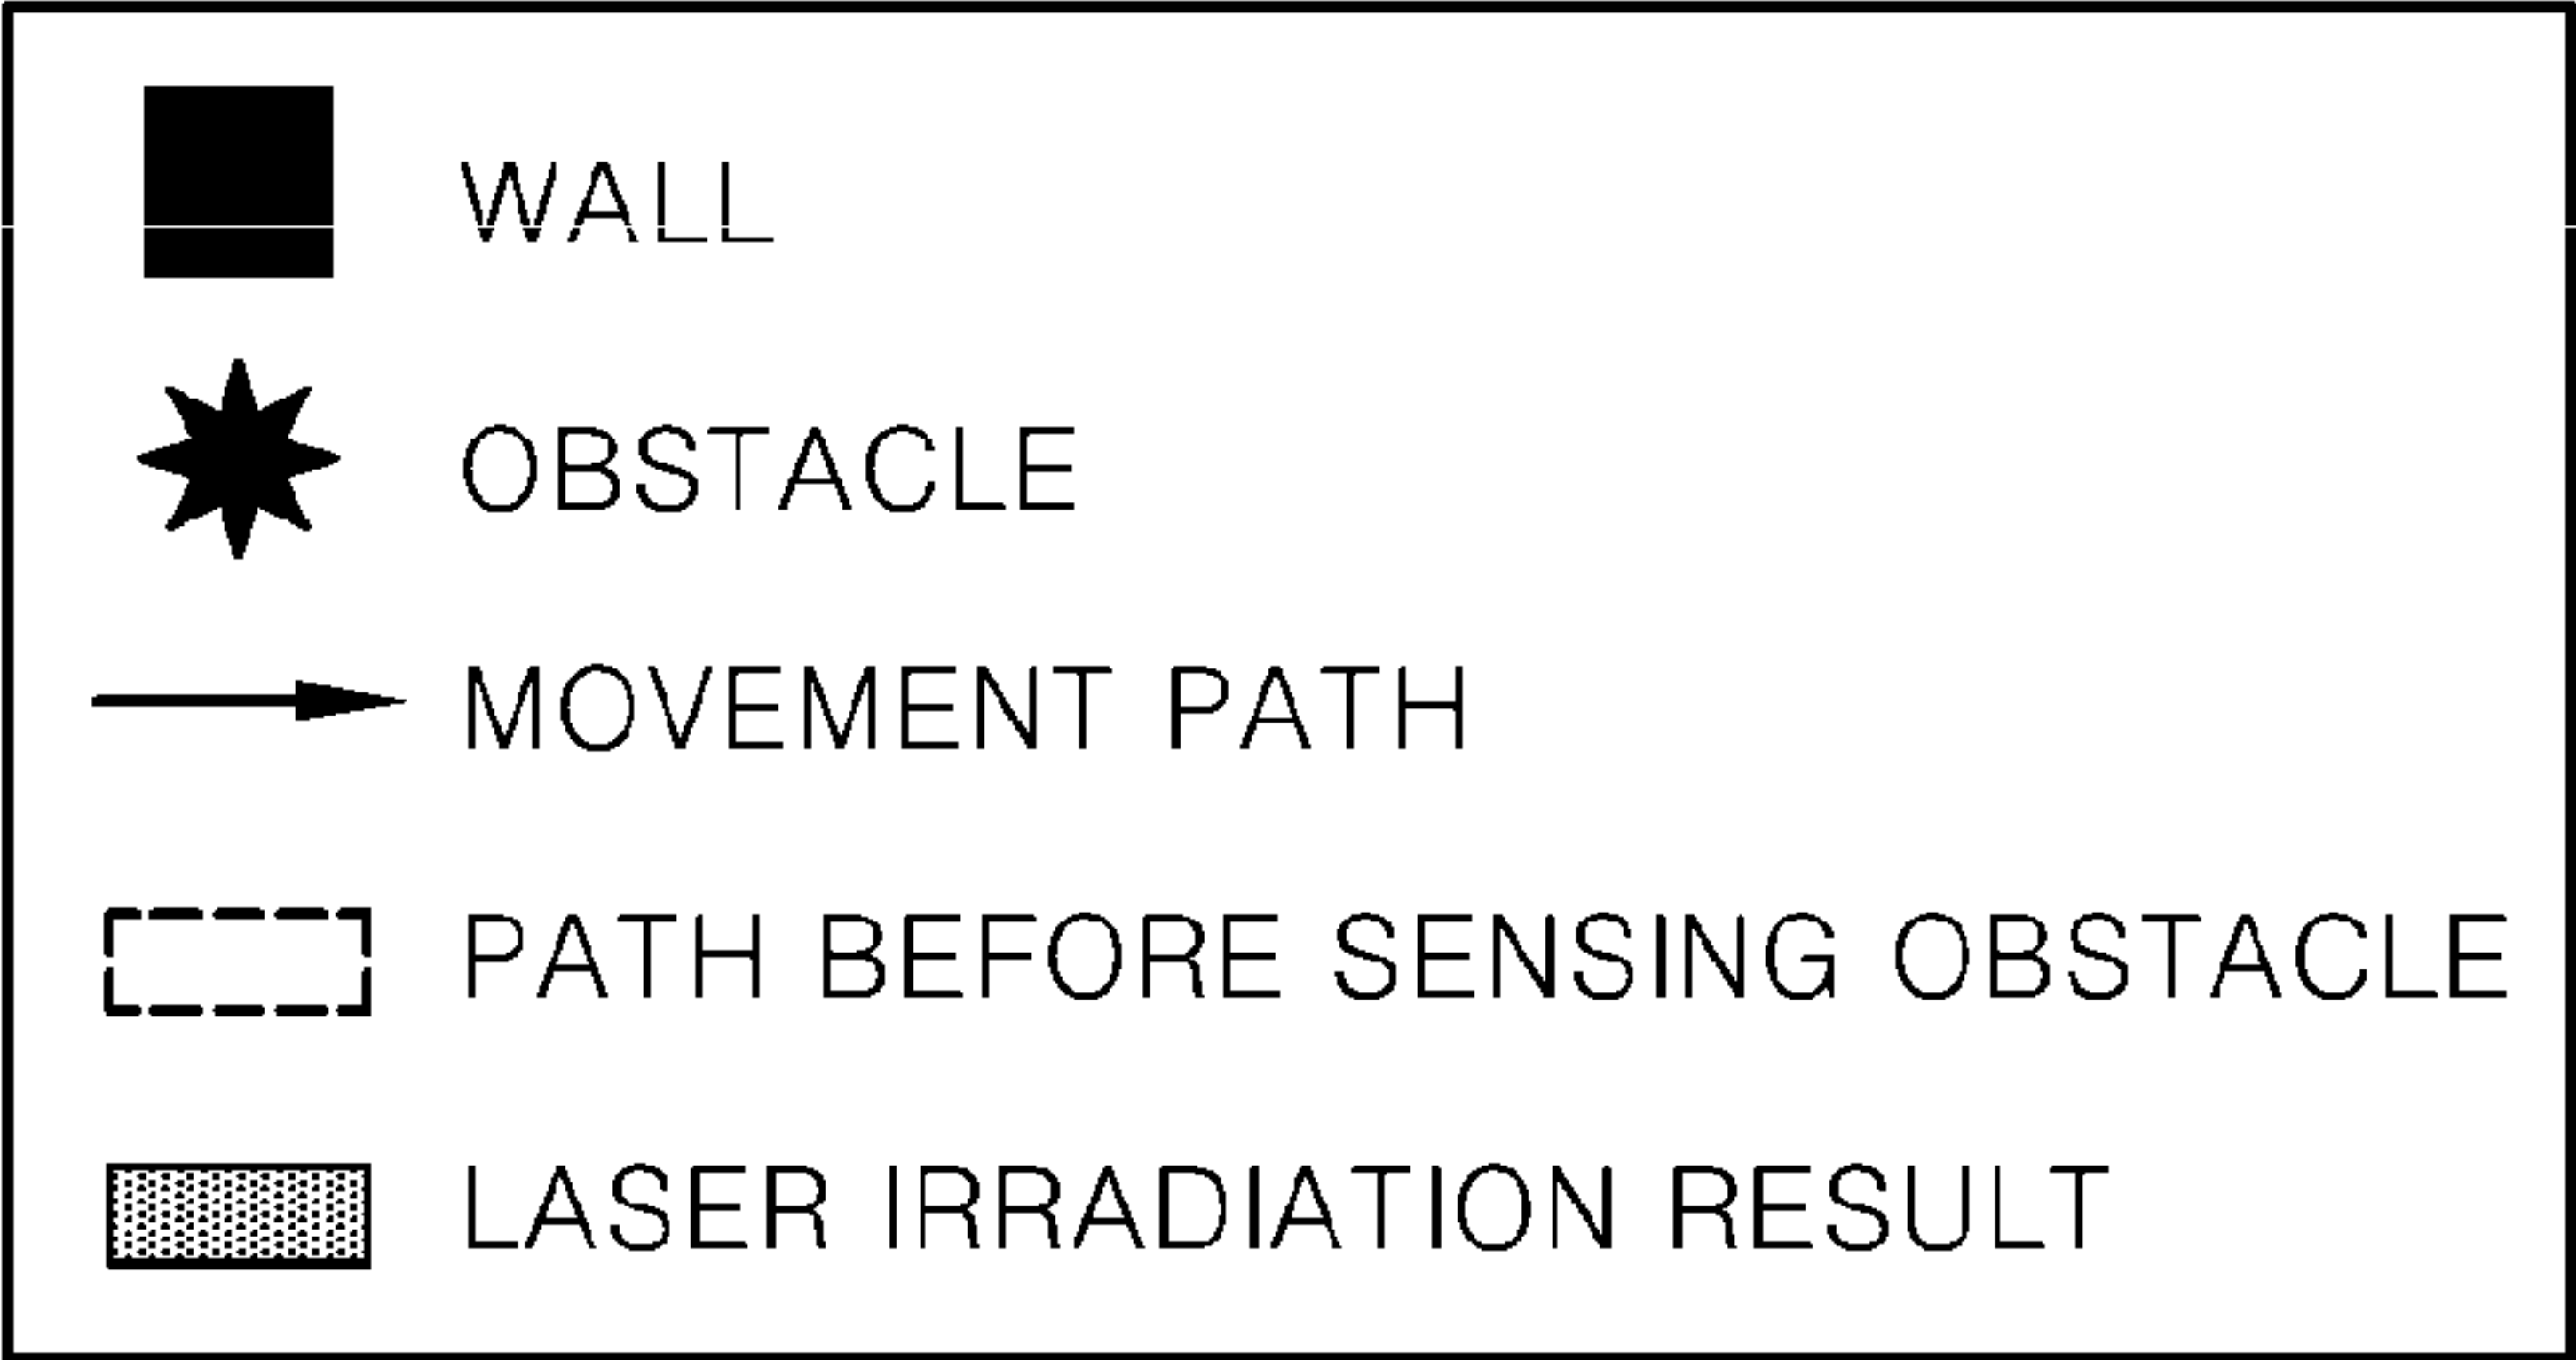 WALL
OBSTACLE
MOVEMENT PATH
PATH BEFORE SENSING OBSTACLE
LASER IRRADIATION RESULT